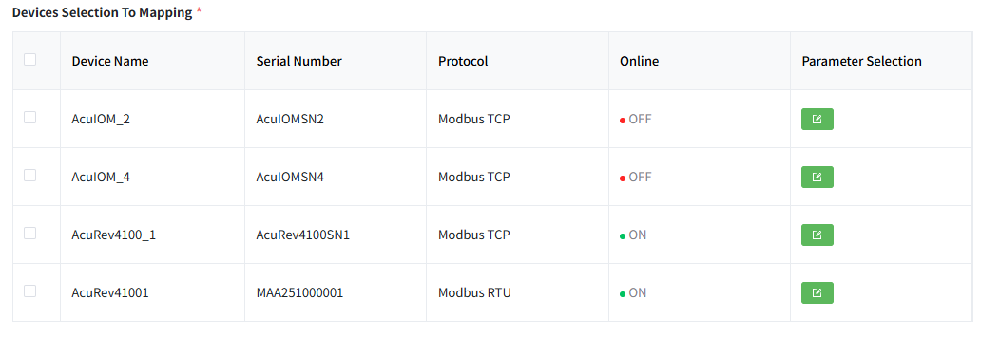 Devices Selection To Mapping *
Device Name Serial Number Protocol Online Parameter Selection
AcuIOM_2 AcuIOMSN2 Modbus TCP OFF
AcuIOM_4 AcuIOMSN4 Modbus TCP OFF
AcuRev4100_1 AcuRev4100SN1 Modbus TCP ON
AcuRev41001 MAA251000001 Modbus RTU ON